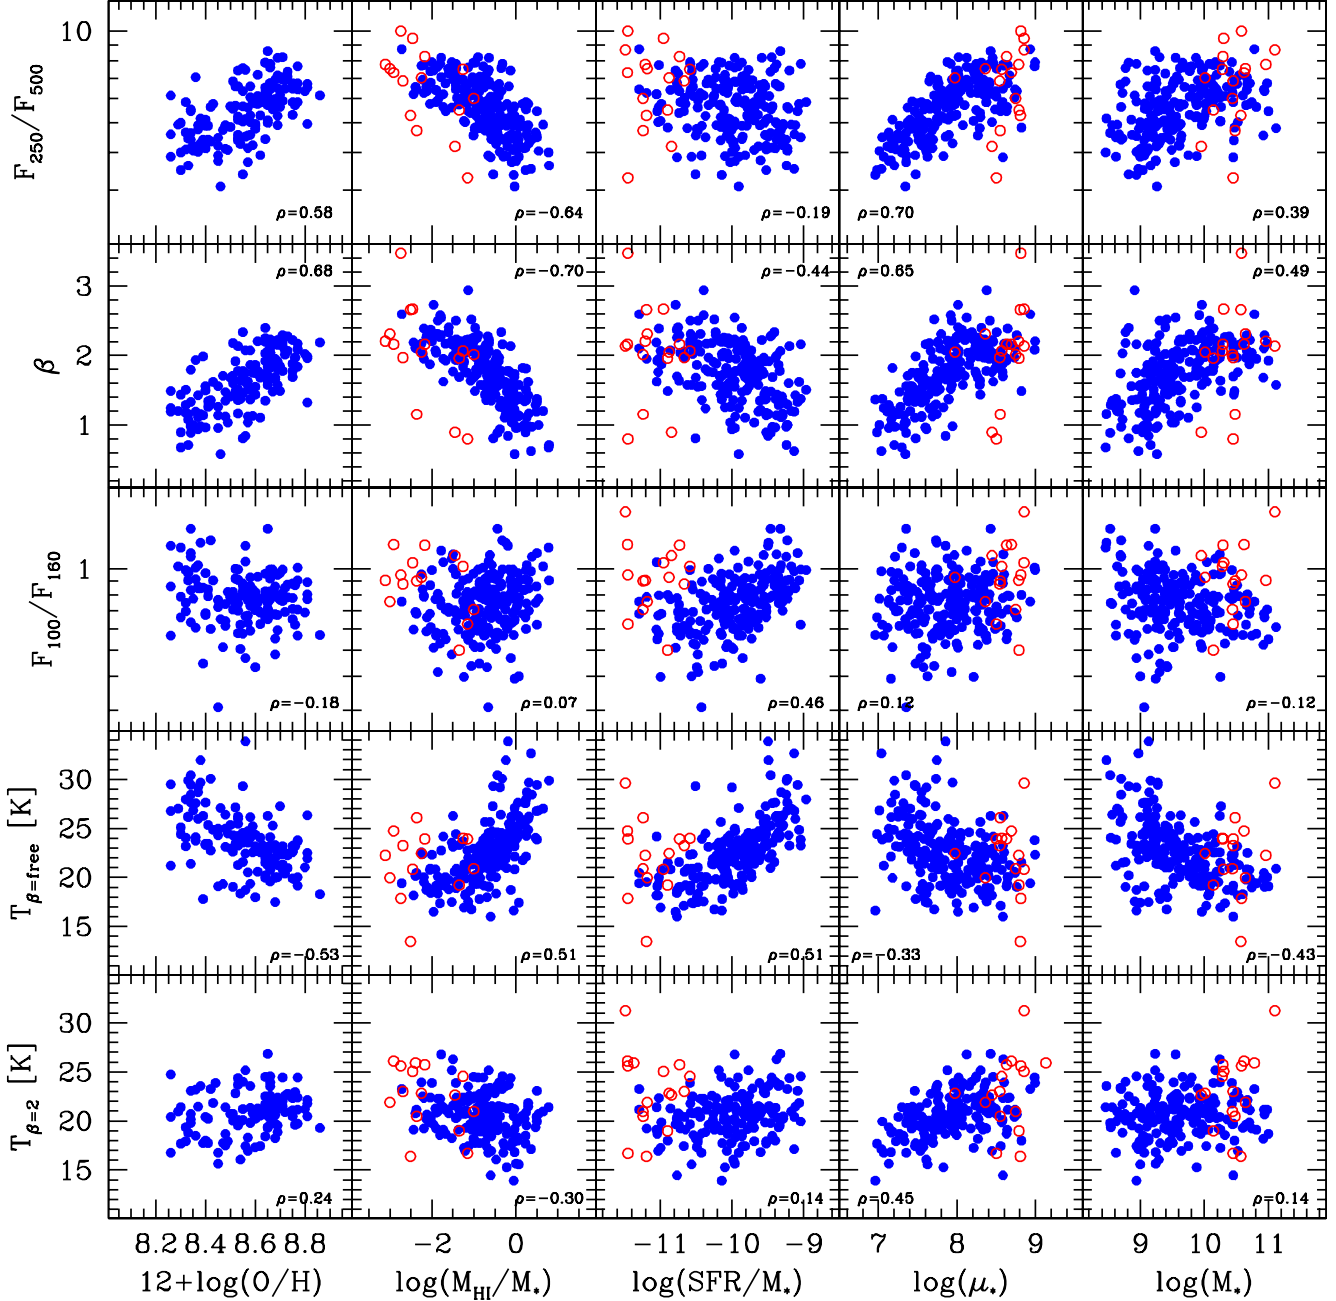 10
F250/F500
ρ=0.58
ρ=−0.64
ρ=−0.19
ρ=0.70
ρ=0.39
3
2
1
β
ρ=0.68
ρ=−0.70
ρ=−0.44
ρ=0.65
ρ=0.49
1
F100/F160
ρ=−0.18
ρ=0.07
ρ=0.46
ρ=0.12
ρ=−0.12
30
25
20
15
Tβ=free [K]
ρ=−0.53
ρ=0.51
ρ=0.51
ρ=−0.33
ρ=−0.43
30
25
20
15
Tβ=2 [K]
ρ=0.24
ρ=−0.30
ρ=0.14
ρ=0.45
ρ=0.14
8.2 8.4 8.6 8.8
−2 0
−11 −10 −9
7 8 9
9 10 11
12+log(O/H)
log(MHI/M*)
log(SFR/M*)
log(μ*)
log(M*)